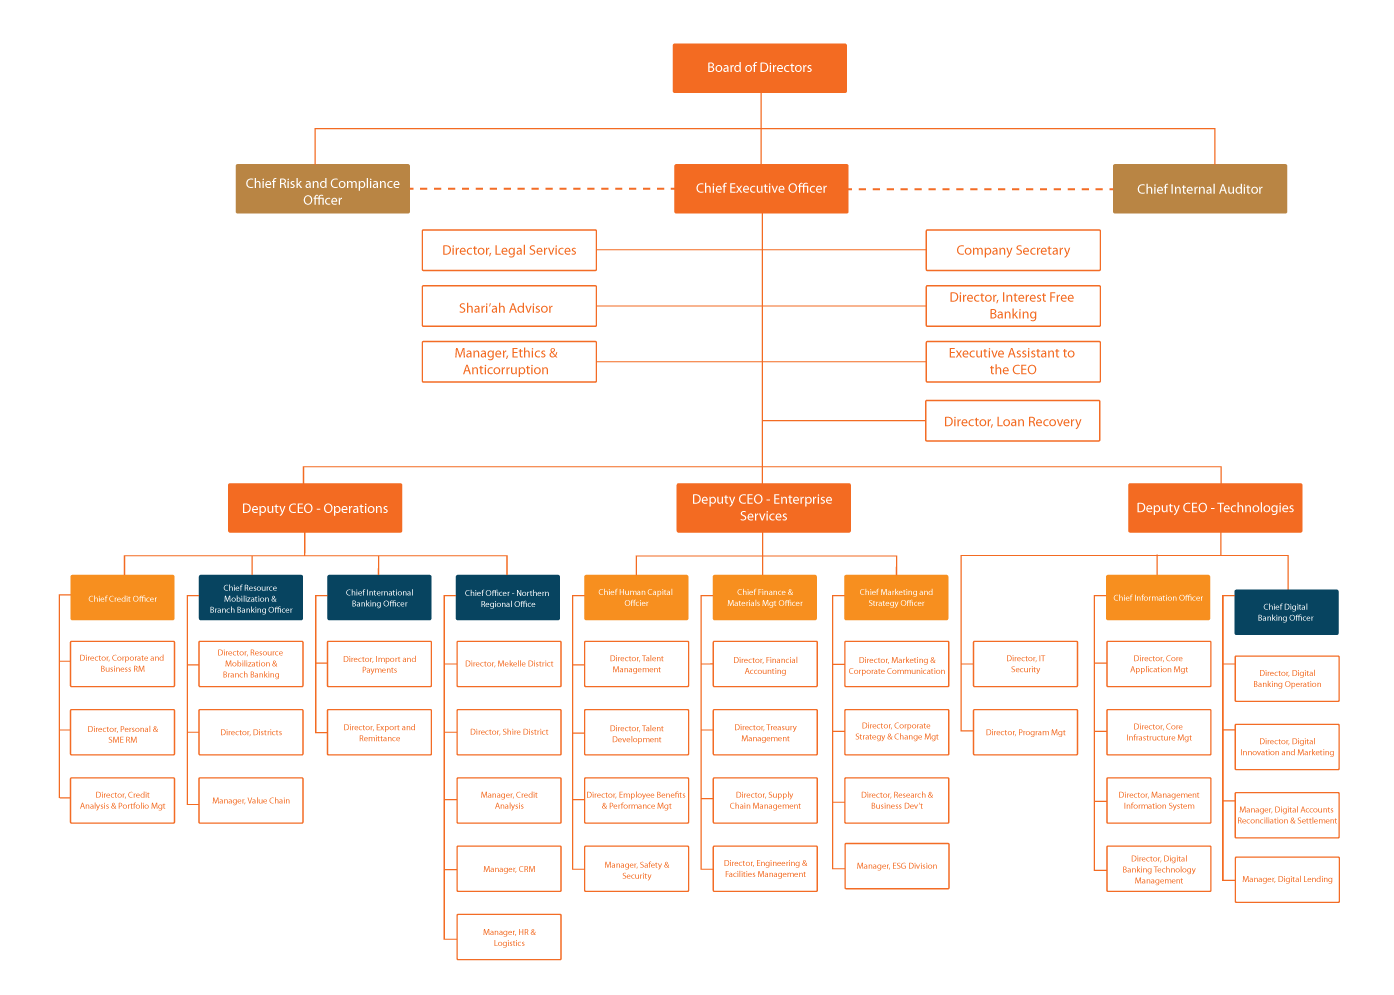 Board of Directors
Chief Risk and Compliance
Officer
Chief Executive Officer
Chief Internal Auditor
Director, Legal Services
Company Secretary
Shari'ah Advisor
Director, Interest Free
Banking
Manager, Ethics &
Anticorruption
Executive Assistant to
the CEO
Director, Loan Recovery
Deputy CEO - Operations
Deputy CEO - Enterprise
Services
Deputy CEO - Technologies
Chief Credit Officer
Director, Corporate and
Business RM
Director, Personal &
SME RM
Director, Credit
Analysis & Portfolio Mgt
Chief Resource
Mobilization &
Branch Banking Officer
Director, Resource
Mobilization &
Branch Banking
Director, Districts
Manager, Value Chain
Chief International
Banking Officer
Director, Import and
Payments
Director, Export and
Remittance
Chief Officer - Northern
Regional Office
Director, Mekelle District
Director, Shire District
Manager, Credit
Analysis
Manager, CRM
Manager, HR &
Logistics
Chief Human Capital
Offcier
Director, Talent
Management
Director, Talent
Development
Director, Employee Benefits
& Performance Mgt
Manager, Safety &
Security
Chief Finance &
Materials Mgt Officer
Director, Financial
Accounting
Director, Treasury
Management
Director, Supply
Chain Management
Director, Engineering &
Facilities Management
Chief Marketing and
Strategy Officer
Director, Marketing &
Corporate Communication
Director, Corporate
Strategy & Change Mgt
Director, Research &
Business Dev't
Manager, ESG Division
Director, IT
Security
Director, Program Mgt
Chief Information Officer
Director, Core
Application Mgt
Director, Core
Infrastructure Mgt
Director, Management
Information System
Director, Digital
Banking Technology
Management
Chief Digital
Banking Officer
Director, Digital
Banking Operation
Director, Digital
Innovation and Marketing
Manager, Digital Accounts
Reconciliation & Settlement
Manager, Digital Lending